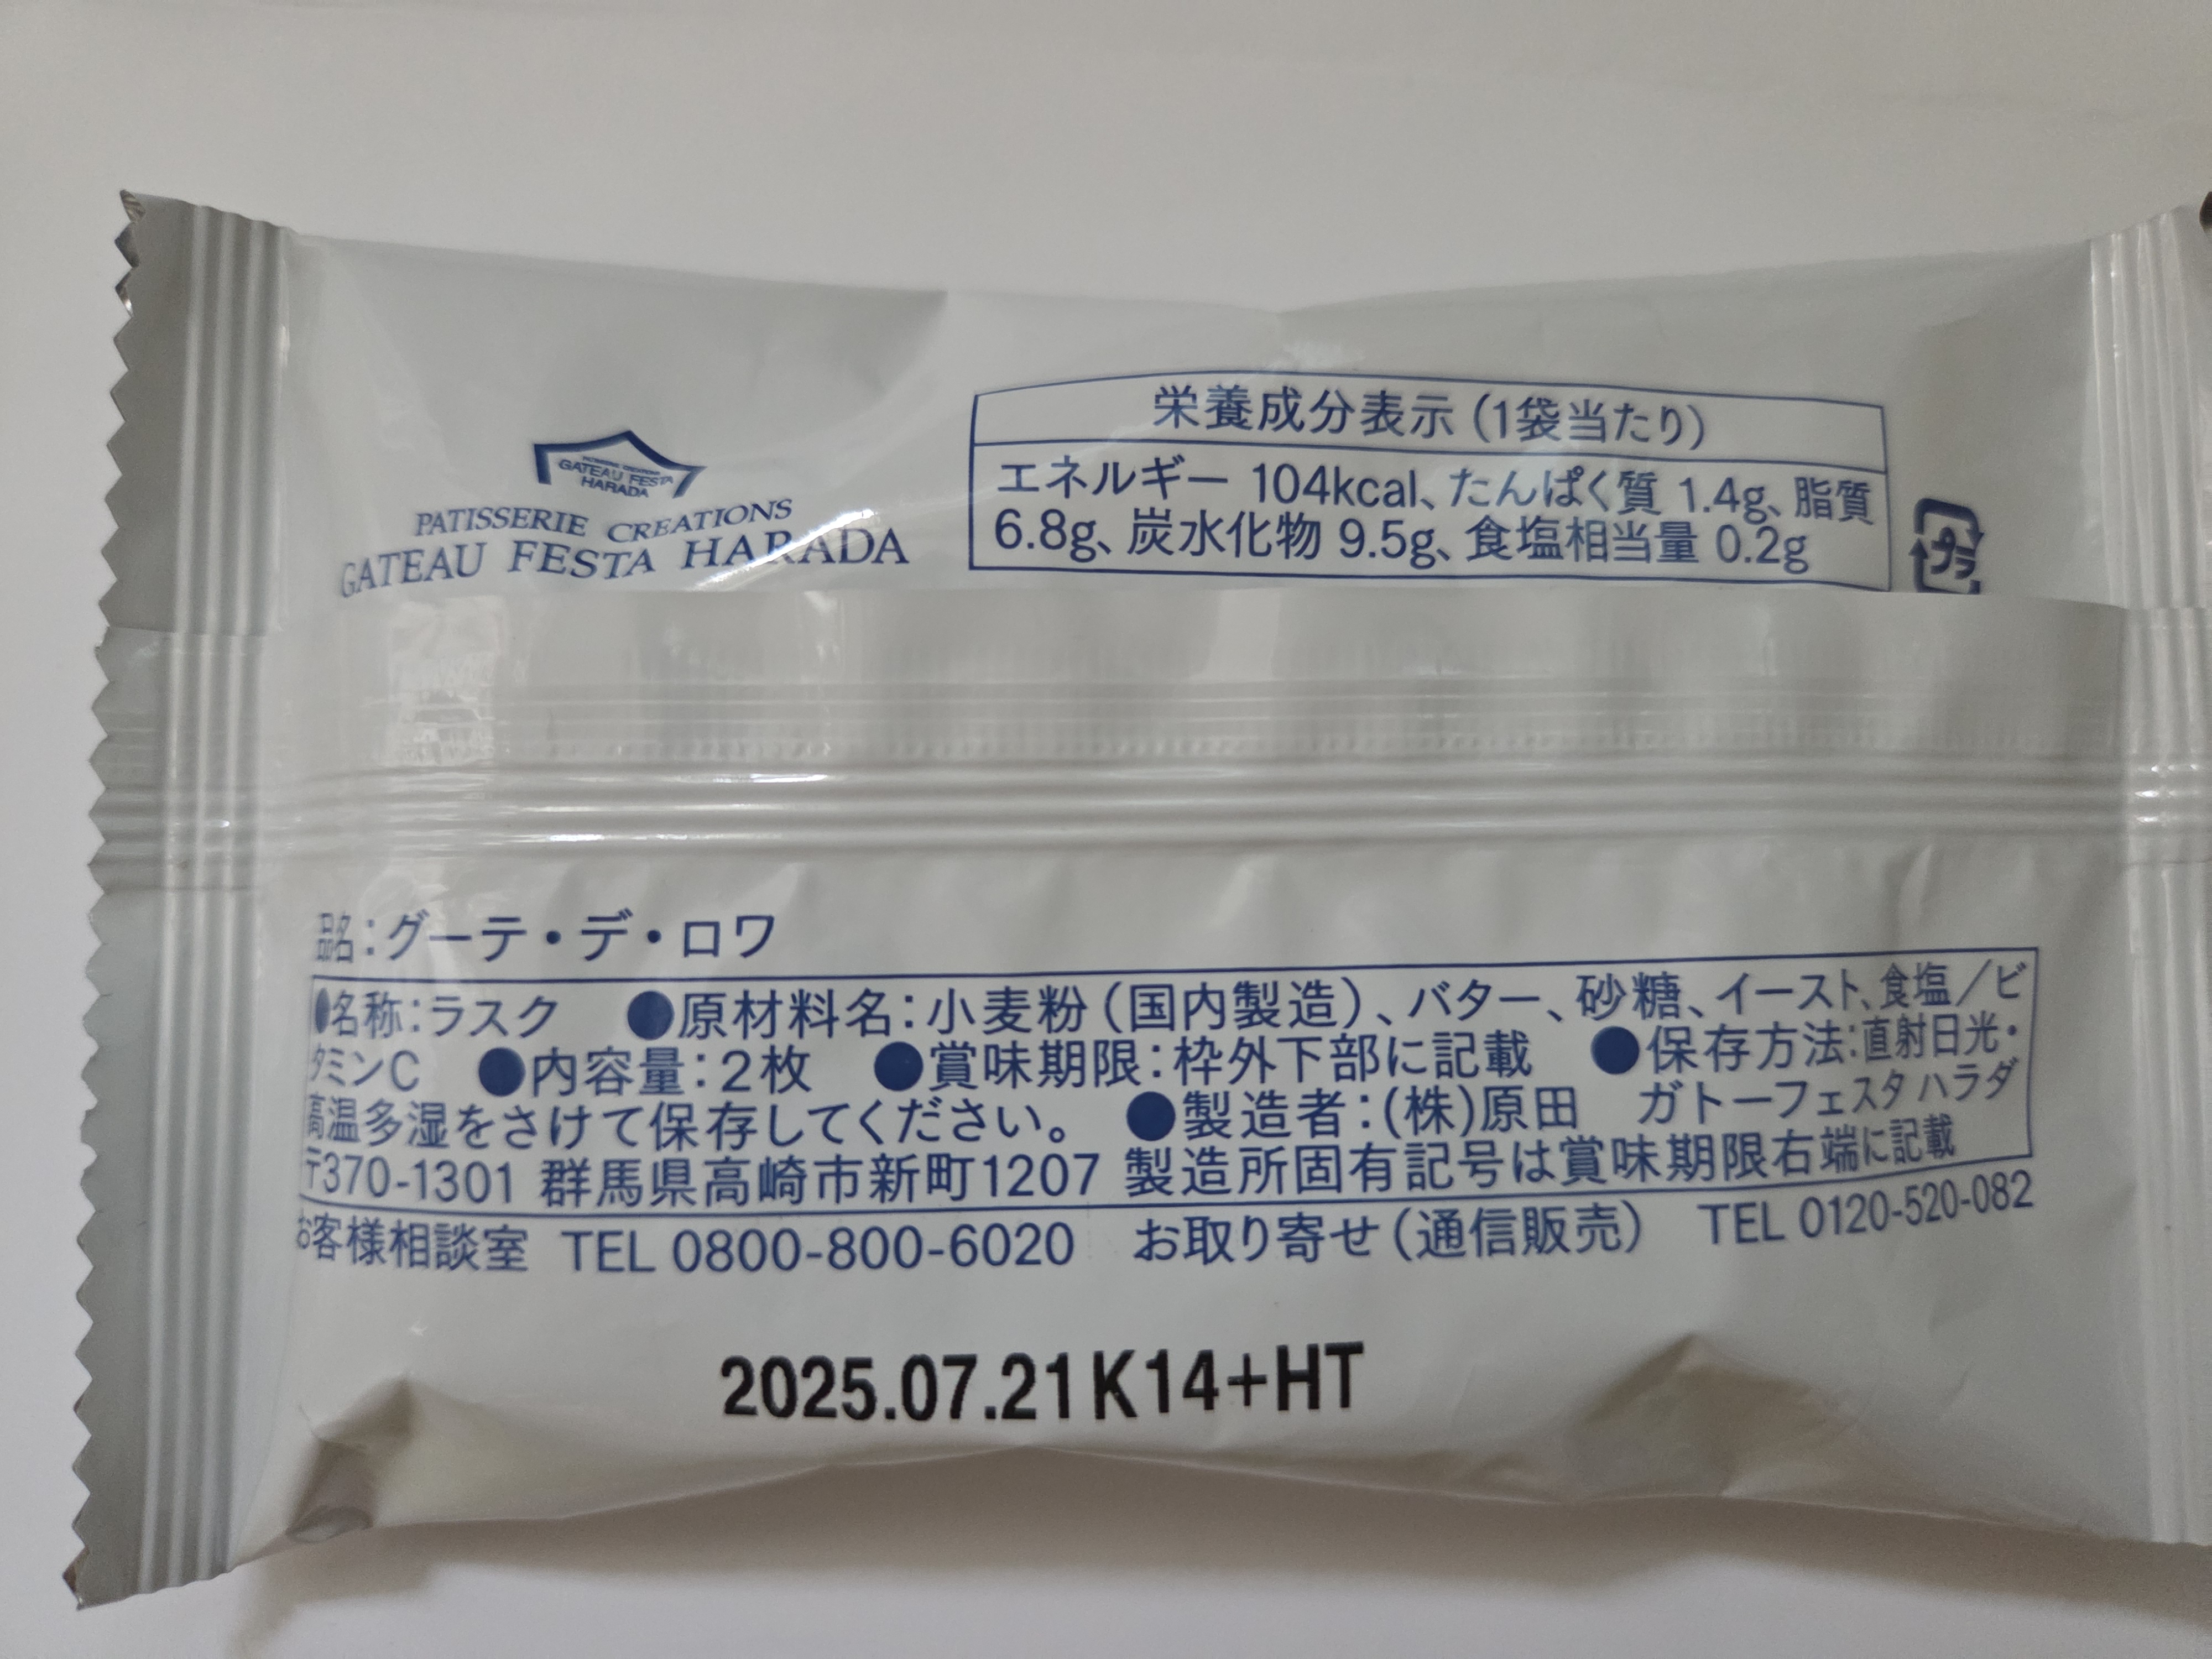 GATEAU FESTA
HARADA
PATISSERIE CREATIONS
GATEAU FESTA HARADA
栄養成分表示(1袋当たり)
エネルギー 104kcal、たんぱく質 1.4g、脂質
6.8g、炭水化物 9.5g、食塩相当量 0.2g
プラ
品名:グーテ・デ・ロワ
●名称:ラスク ●原材料名:小麦粉(国内製造)、バター、砂糖、イースト、食塩/ビ
タミンC ●内容量:2枚 ●賞味期限:枠外下部に記載 ●保存方法:直射日光・
高温多湿をさけて保存してください。 ●製造者:(株)原田 ガトーフェスタ ハラダ
〒370-1301 群馬県高崎市新町1207 製造所固有記号は賞味期限右端に記載
お客様相談室 TEL 0800-800-6020 お取り寄せ(通信販売) TEL 0120-520-082
2025.07.21 K14+HT